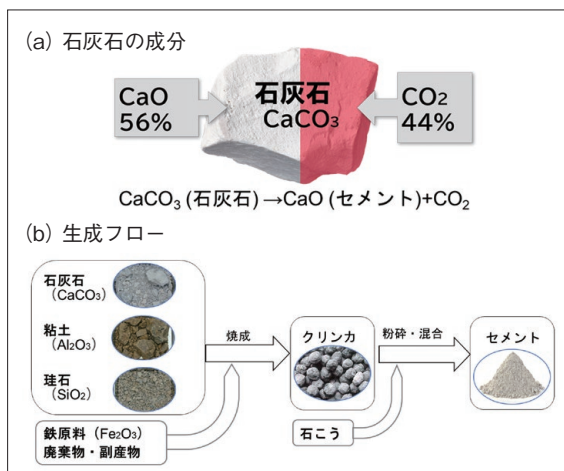 (a) 石灰石の成分
CaO
56%
石灰石
CaCO₃
CO₂
44%
CaCO₃ (石灰石) →CaO (セメント)+CO₂
(b) 生成フロー
石灰石
(CaCO₃)
粘土
(Al₂O₃)
珪石
(SiO₂)
焼成
クリンカ
粉砕・混合
セメント
鉄原料 (Fe₂O₃)
廃棄物・副産物
石こう